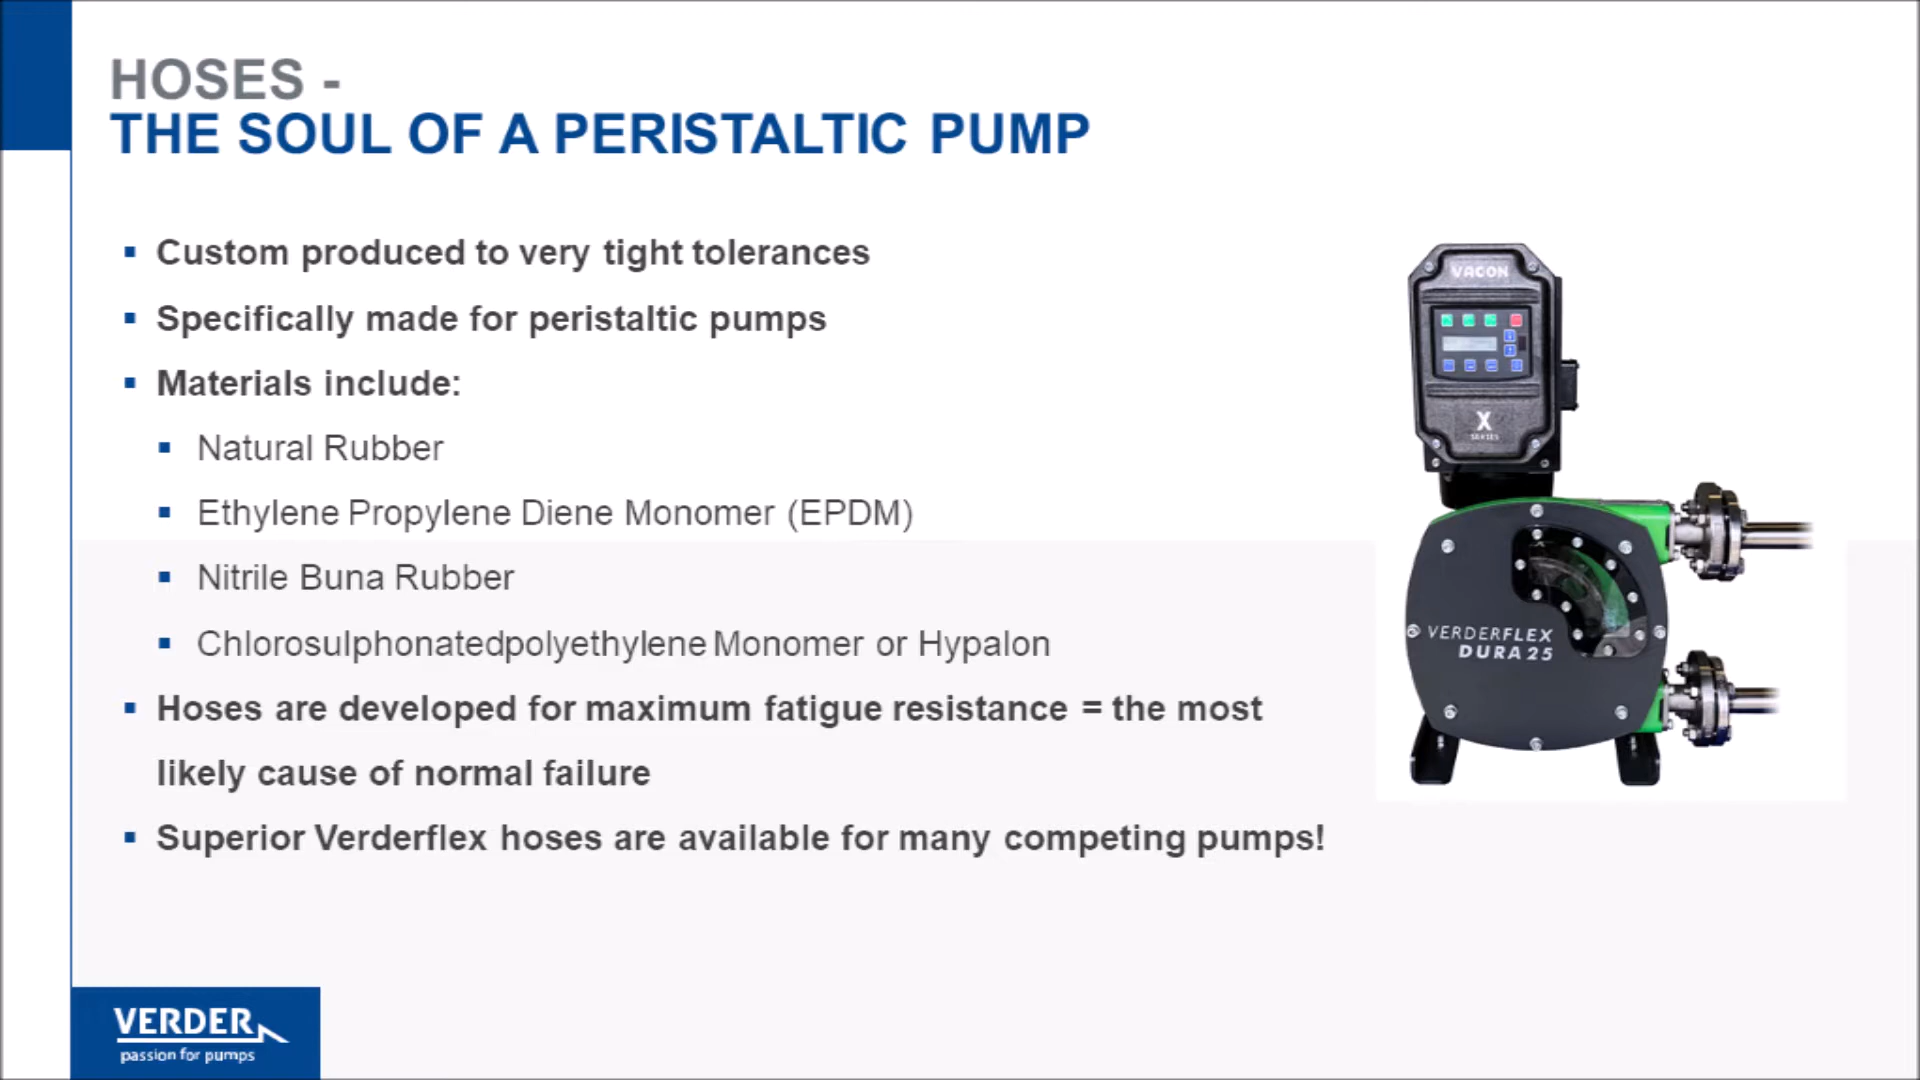 HOSES -
THE SOUL OF A PERISTALTIC PUMP
Custom produced to very tight tolerances
Specifically made for peristaltic pumps
Materials include:
Natural Rubber
Ethylene Propylene Diene Monomer (EPDM)
Nitrile Buna Rubber
Chlorosulphonatedpolyethylene Monomer or Hypalon
Hoses are developed for maximum fatigue resistance = the most
likely cause of normal failure
Superior Verderflex hoses are available for many competing pumps!
VACON
X
SERIES
VERDERFLEX
DURA 25
VERDER
passion for pumps